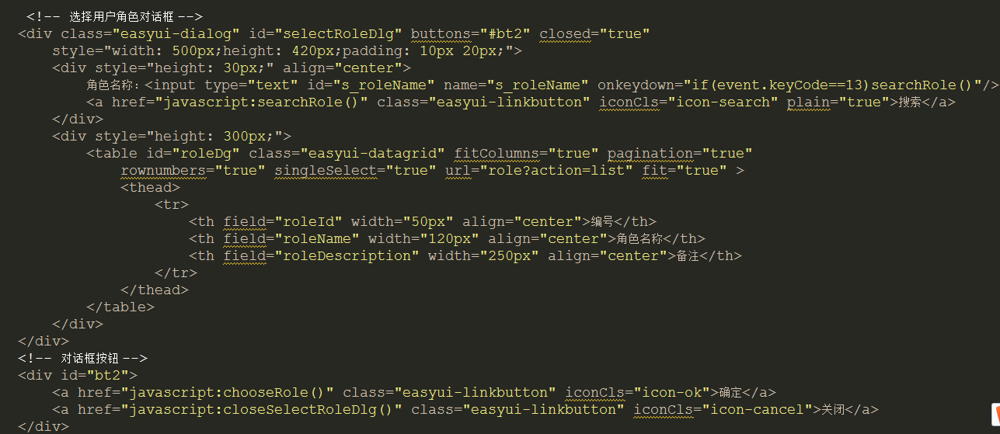 <!-- 选择用户角色对话框 -->
<div class="easyui-dialog" id="selectRoleDlg" buttons="#bt2" closed="true"
style="width: 500px;height: 420px;padding: 10px 20px;">
<div style="height: 30px;" align="center">
角色名称：<input type="text" id="s_roleName" name="s_roleName" onkeydown="if(event.keyCode==13)searchRole()"/>
<a href="javascript:searchRole()" class="easyui-linkbutton" iconCls="icon-search" plain="true">搜索</a>
</div>
<div style="height: 300px;">
<table id="roleDg" class="easyui-datagrid" fitColumns="true" pagination="true"
rownumbers="true" singleSelect="true" url="role?action=list" fit="true" >
<thead>
<tr>
<th field="roleId" width="50px" align="center">编号</th>
<th field="roleName" width="120px" align="center">角色名称</th>
<th field="roleDescription" width="250px" align="center">备注</th>
</tr>
</thead>
</table>
</div>
</div>
<!-- 对话框按钮 -->
<div id="bt2">
<a href="javascript:chooseRole()" class="easyui-linkbutton" iconCls="icon-ok">确定</a>
<a href="javascript:closeSelectRoleDlg()" class="easyui-linkbutton" iconCls="icon-cancel">关闭</a>
</div>